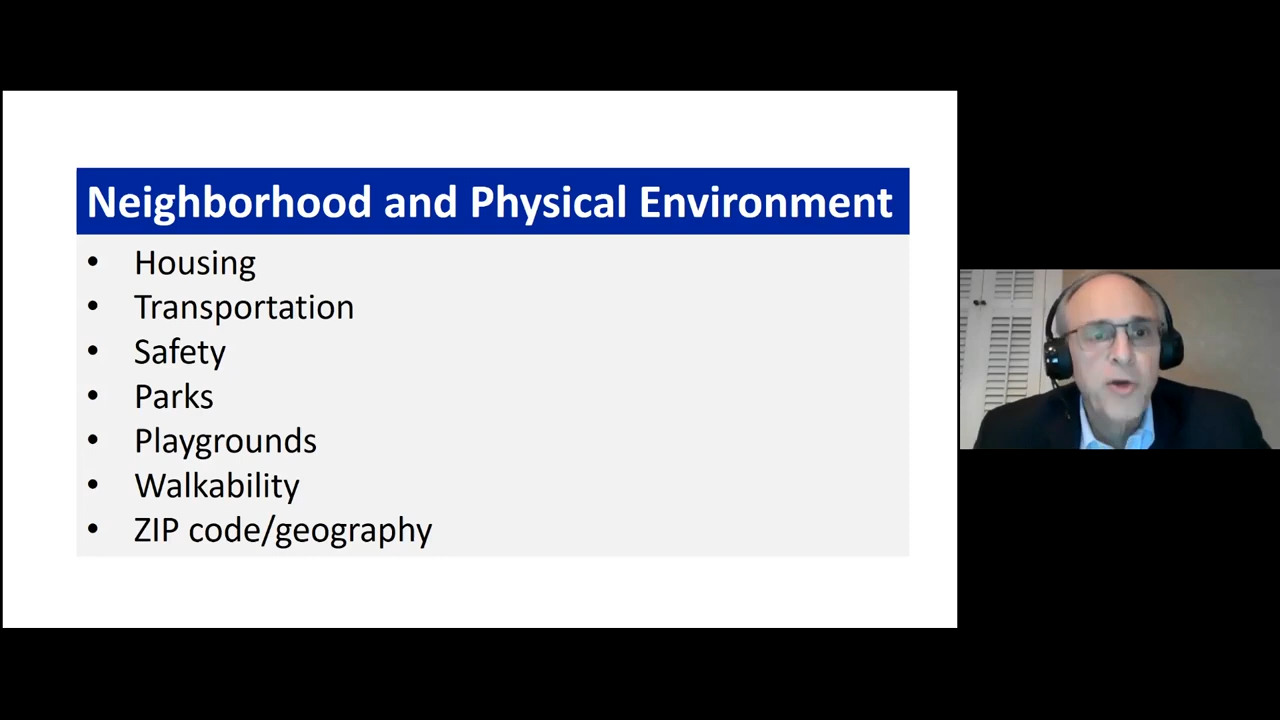 Neighborhood and Physical Environment
• Housing
• Transportation
• Safety
• Parks
• Playgrounds
• Walkability
• ZIP code/geography